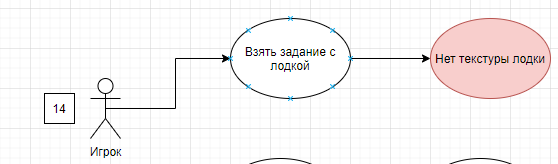 Взять задание с
лодкой
Нет текстуры лодки
14
Игрок